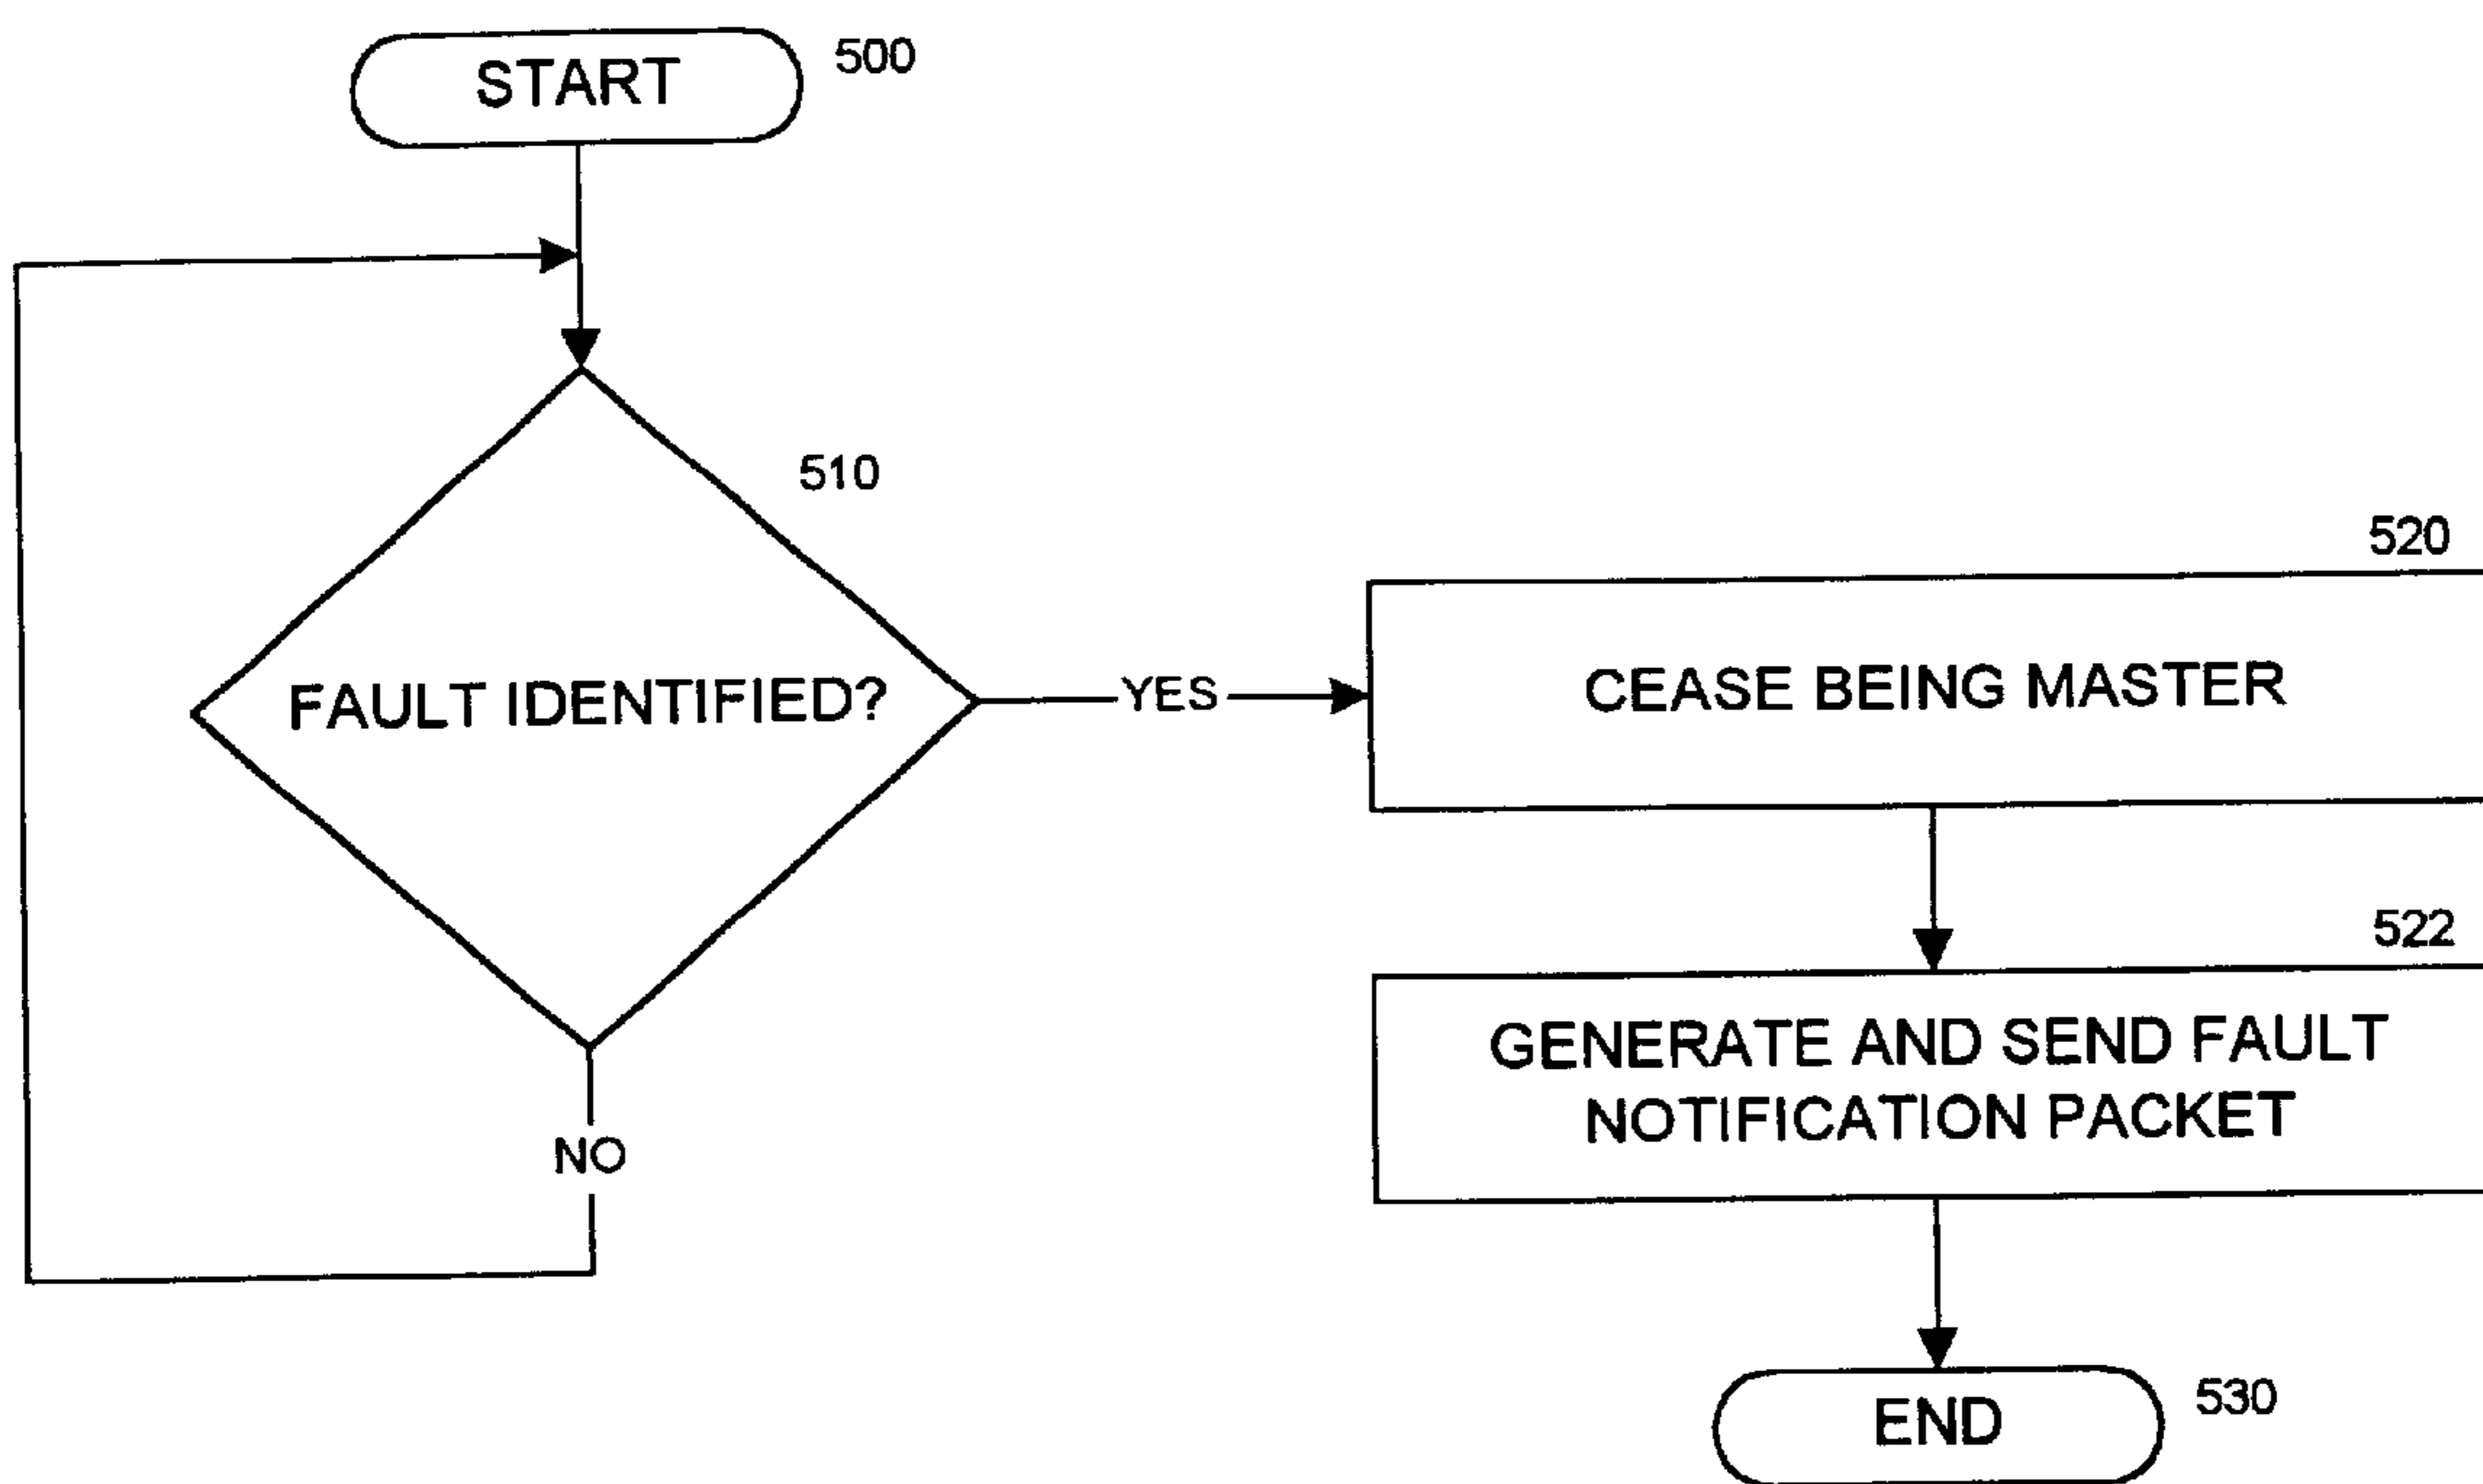 START
500
510
FAULT IDENTIFIED?
YES
520
CEASE BEING MASTER
522
GENERATE AND SEND FAULT
NOTIFICATION PACKET
NO
END
530